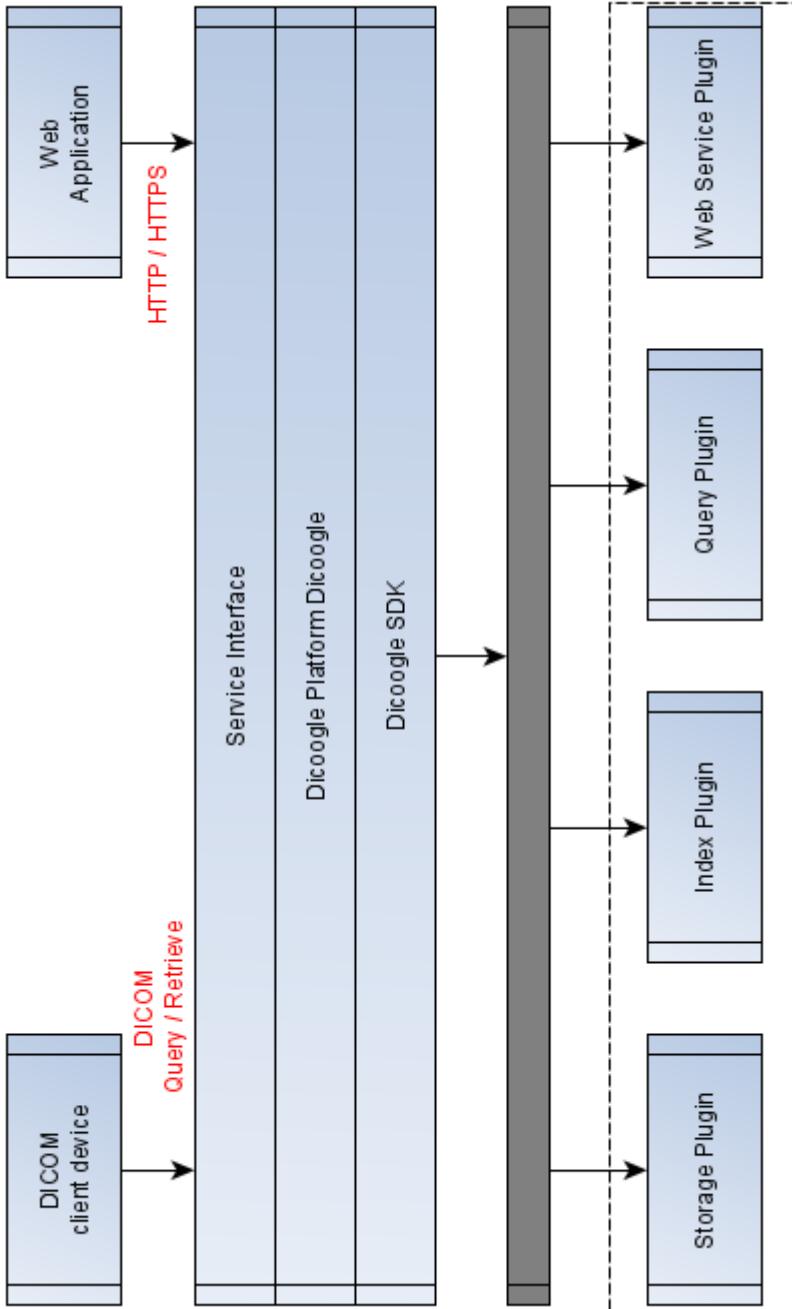 DICOM
client device
Web
Application
DICOM
Query / Retrieve
HTTP / HTTPS
Service Interface
Dicoogle Platform Dicoogle
Dicoogle SDK
Storage Plugin
Index Plugin
Query Plugin
Web Service Plugin